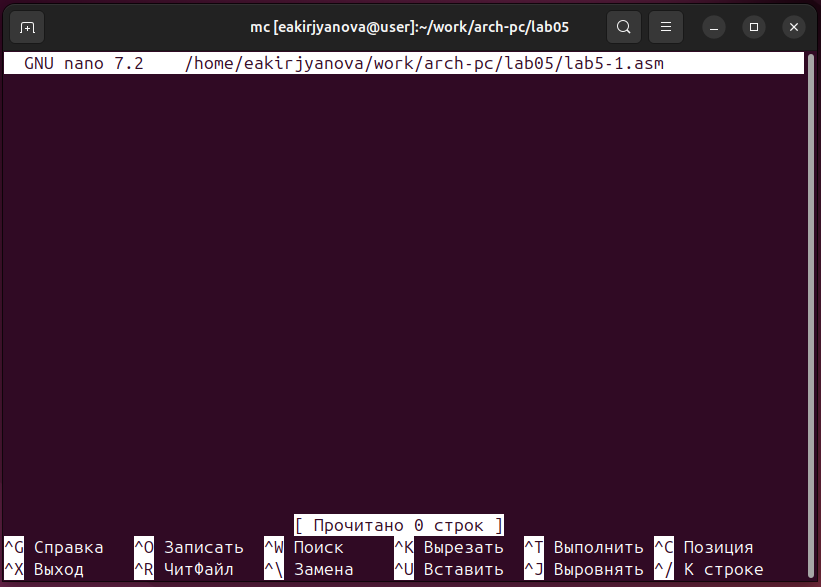 mc [eakirjyanova@user]:~/work/arch-pc/lab05
GNU nano 7.2 /home/eakirjyanova/work/arch-pc/lab05/lab5-1.asm
[ Прочитано 0 строк ]
^G Справка ^O Записать ^W Поиск ^K Вырезать ^T Выполнить ^C Позиция
^X Выход ^R ЧитФайл ^\ Замена ^U Вставить ^J Выровнять ^/ К строке